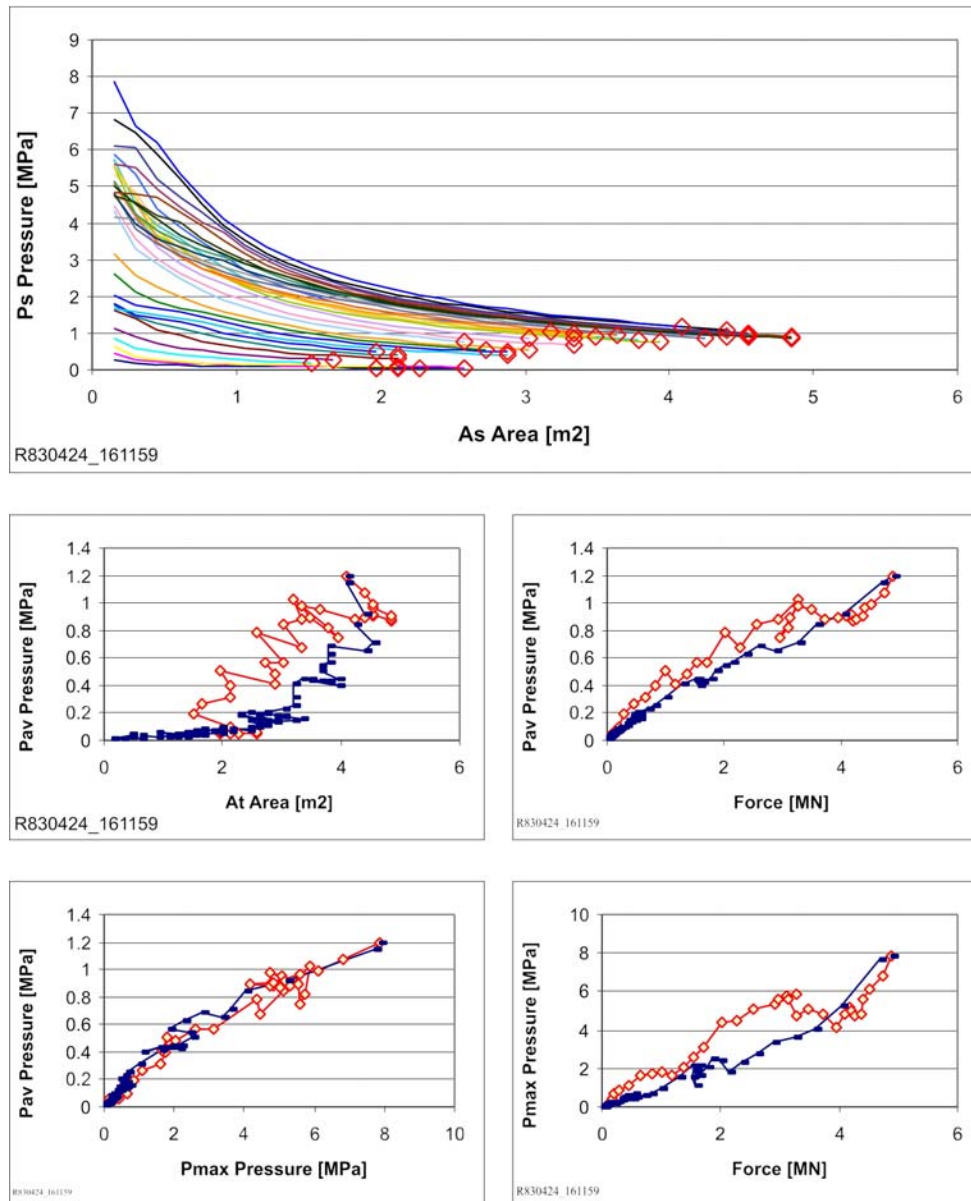 9
8
7
6
5
4
3
2
1
0
Ps Pressure [MPa]
0 1 2 3 4 5 6
As Area [m2]
R830424_161159
1.4
1.2
1
0.8
0.6
0.4
0.2
0
Pav Pressure [MPa]
0 2 4 6
At Area [m2]
R830424_161159
1.4
1.2
1
0.8
0.6
0.4
0.2
0
Pav Pressure [MPa]
0 2 4 6
Force [MN]
R830424_161159
1.4
1.2
1
0.8
0.6
0.4
0.2
0
Pav Pressure [MPa]
0 2 4 6 8 10
Pmax Pressure [MPa]
R830424_161159
10
8
6
4
2
0
Pmax Pressure [MPa]
0 2 4 6
Force [MN]
R830424_161159